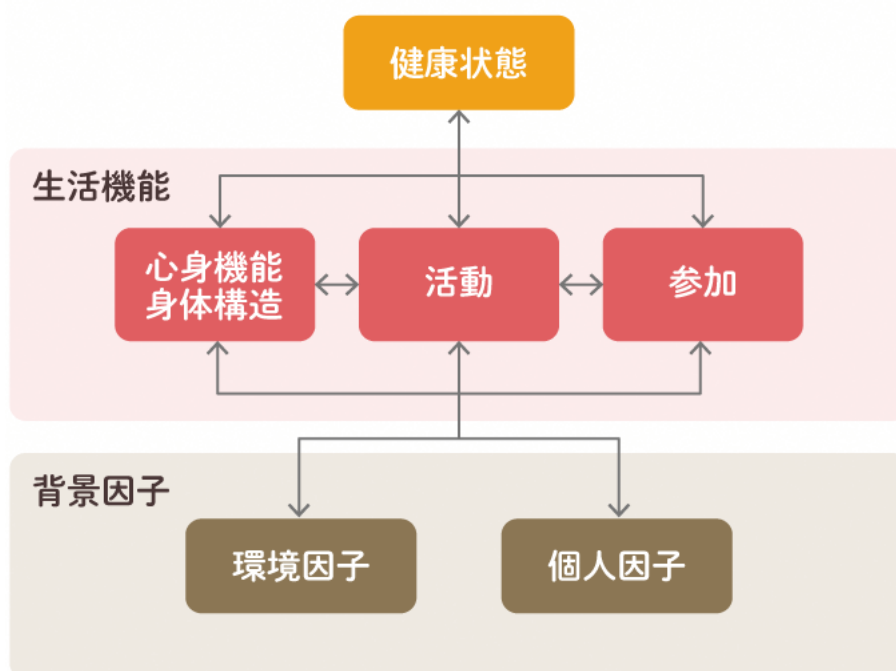 健康状態
生活機能
心身機能
身体構造
活動
参加
背景因子
環境因子
個人因子